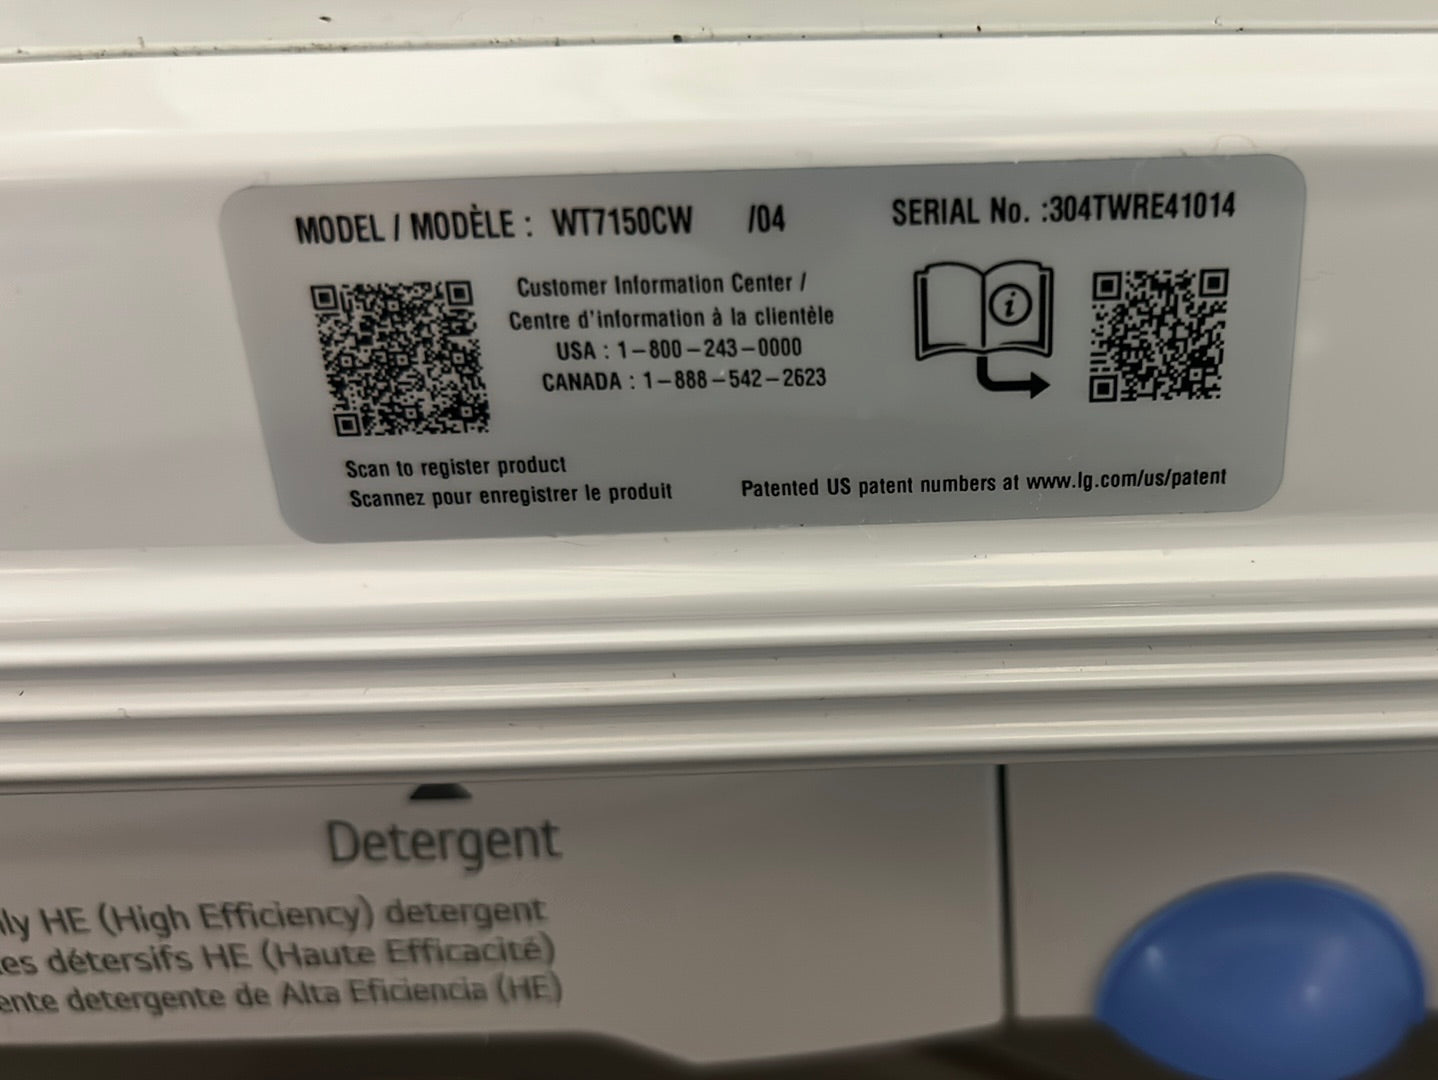 MODEL / MODÈLE : WT7150CW /04 SERIAL No. :304TWRE41014
Customer Information Center /
Centre d'information à la clientèle
USA : 1-800-243-0000
CANADA : 1-888-542-2623
i
Scan to register product
Scannez pour enregistrer le produit
Patented US patent numbers at www.lg.com/us/patent
Detergent
HE (High Efficiency) detergent
détersifs HE (Haute Efficacité)
detergente de Alta Eficiencia (HE)